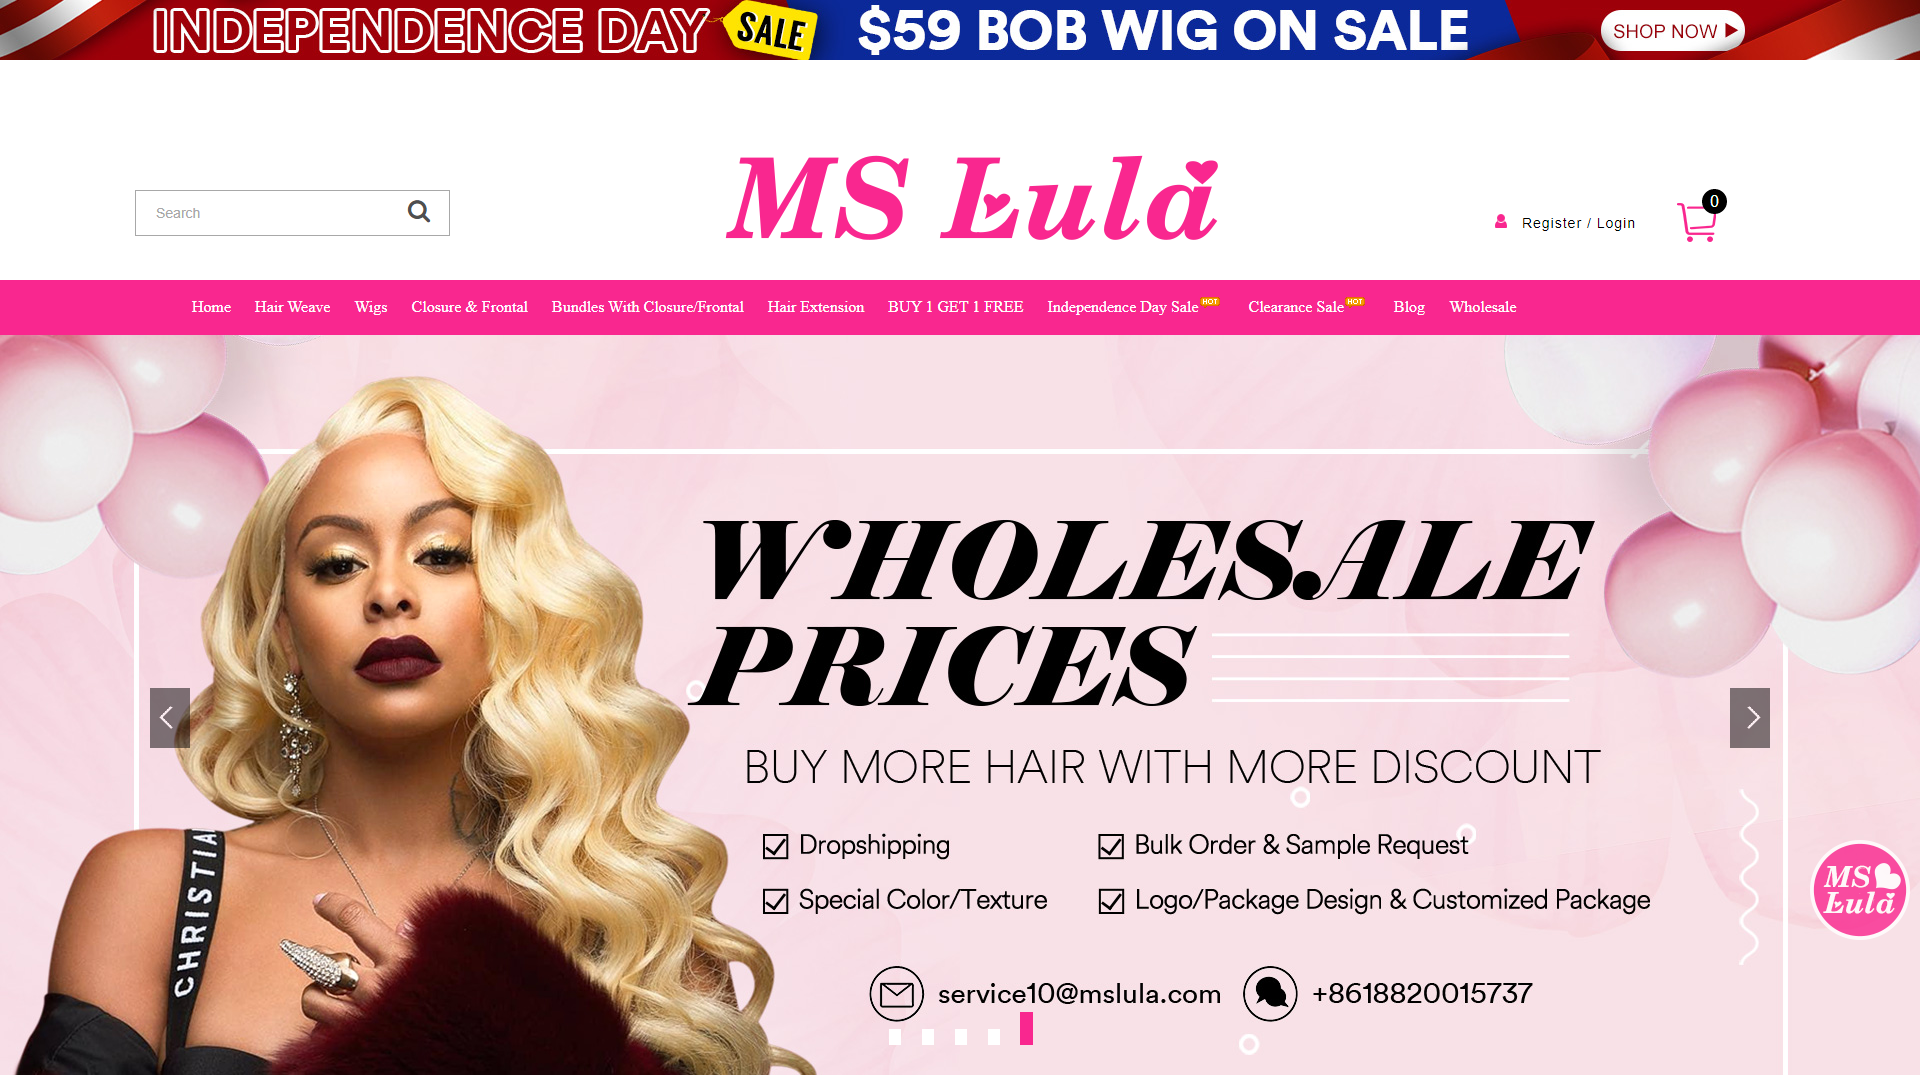 INDEPENDENCE DAY SALE $59 BOB WIG ON SALE SHOP NOW
Search
MS Lula
Register / Login
0
Home Hair Weave Wigs Closure & Frontal Bundles With Closure/Frontal Hair Extension BUY 1 GET 1 FREE Independence Day Sale HOT Clearance Sale HOT Blog Wholesale
WHOLESALE
PRICES
BUY MORE HAIR WITH MORE DISCOUNT
Dropshipping Bulk Order & Sample Request
Special Color/Texture Logo/Package Design & Customized Package
CHRISTIA
MS
Lula
service10@mslula.com +8618820015737